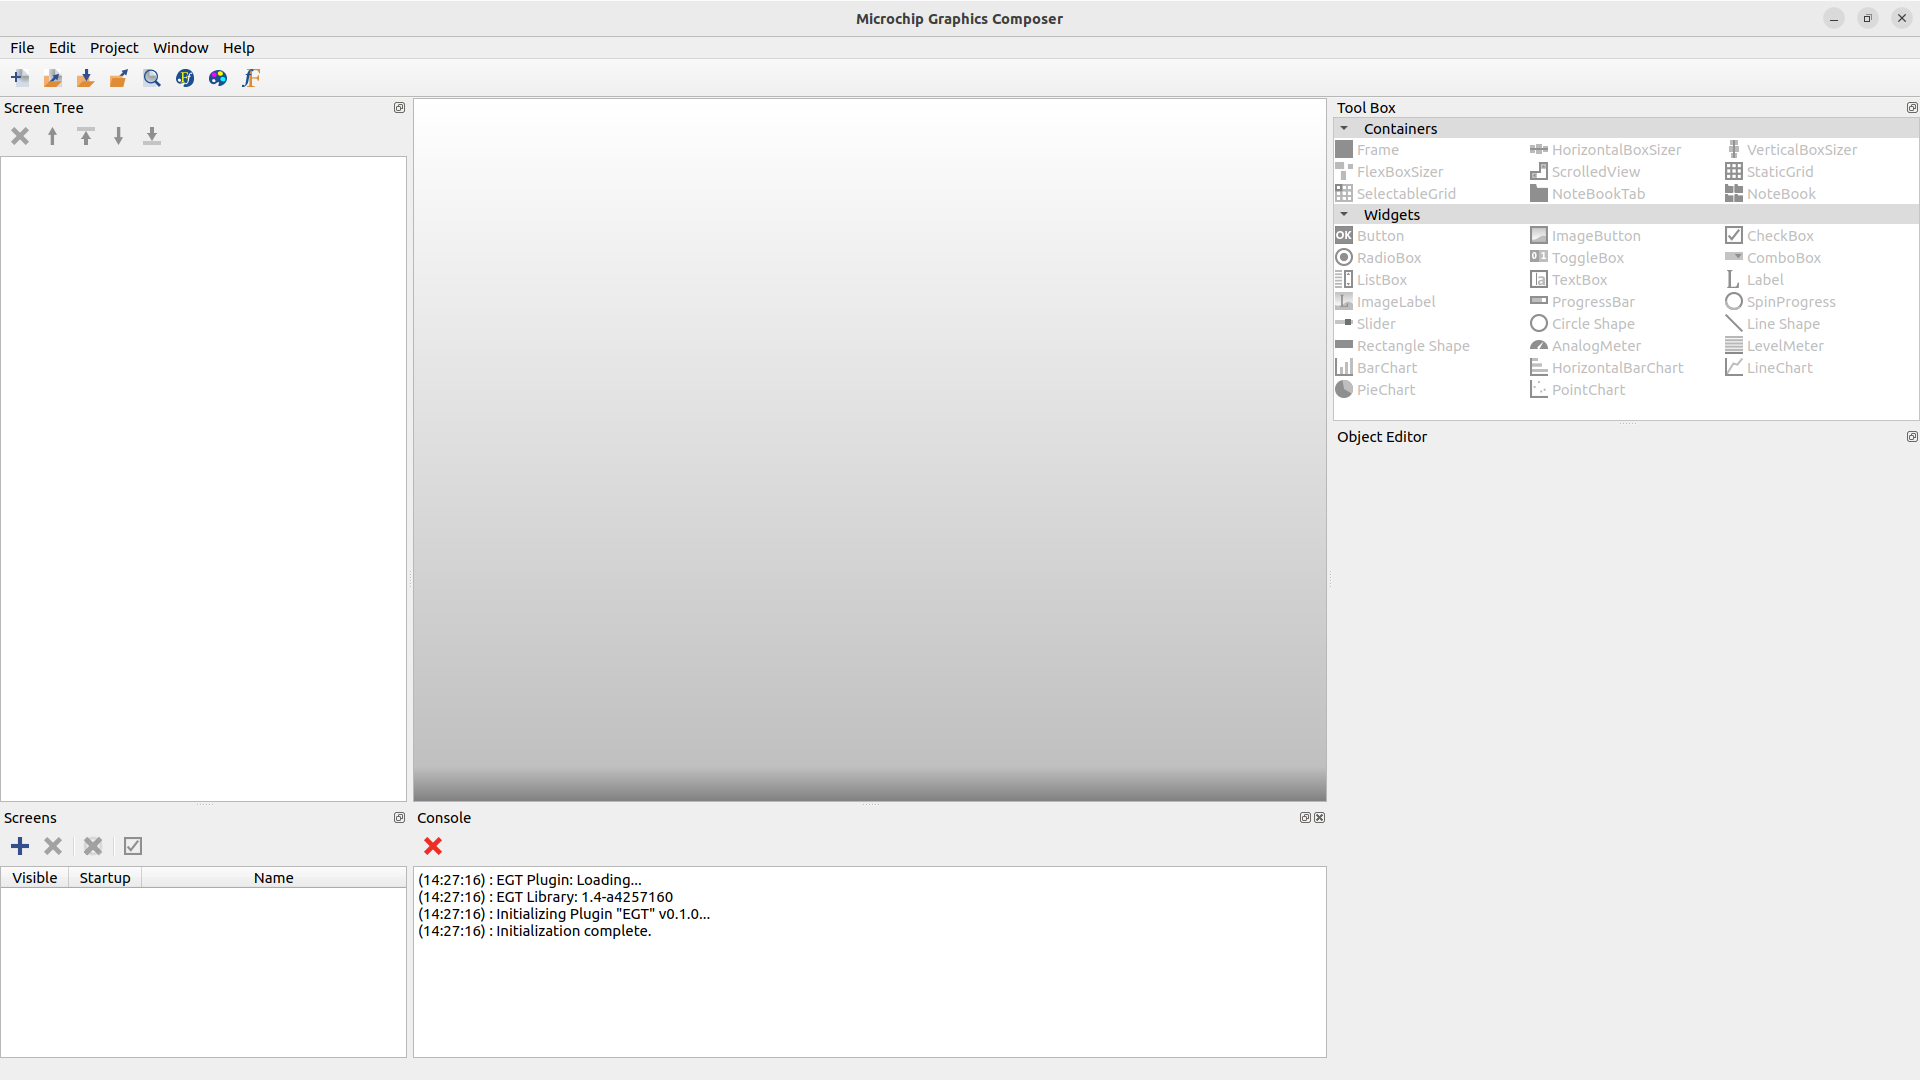 Microchip Graphics Composer
File Edit Project Window Help
Screen Tree
Tool Box
Containers
Frame HorizontalBoxSizer VerticalBoxSizer
FlexBoxSizer ScrolledView StaticGrid
SelectableGrid NoteBookTab NoteBook
Widgets
OK Button ImageButton CheckBox
RadioBox 0 1 ToggleBox ComboBox
ListBox TextBox Label
ImageLabel ProgressBar SpinProgress
Slider Circle Shape Line Shape
Rectangle Shape AnalogMeter LevelMeter
BarChart HorizontalBarChart LineChart
PieChart PointChart
Object Editor
Screens
Visible Startup Name
Console
(14:27:16) : EGT Plugin: Loading...
(14:27:16) : EGT Library: 1.4-a4257160
(14:27:16) : Initializing Plugin "EGT" v0.1.0...
(14:27:16) : Initialization complete.